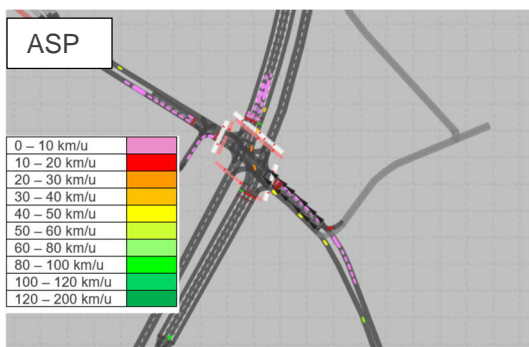 ASP
0 – 10 km/u
10 – 20 km/u
20 – 30 km/u
30 – 40 km/u
40 – 50 km/u
50 – 60 km/u
60 – 80 km/u
80 – 100 km/u
100 – 120 km/u
120 – 200 km/u